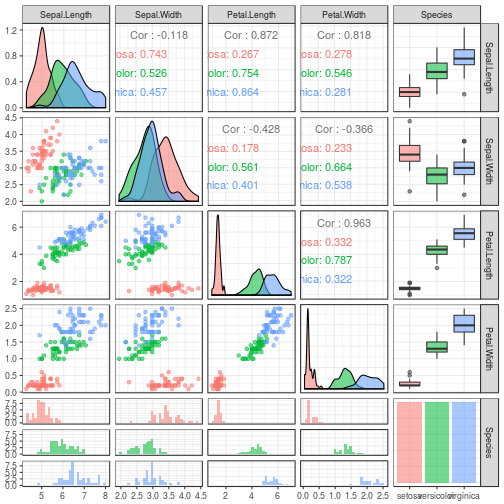 Sepal.Length Sepal.Width Petal.Length Petal.Width Species
1.2
0.8
0.4
0.0
Cor : -0.118
osa: 0.743
olor: 0.526
nica: 0.457
Cor : 0.872
osa: 0.267
olor: 0.754
nica: 0.864
Cor : 0.818
osa: 0.278
olor: 0.546
nica: 0.281
Sepal.Length
4.5
4.0
3.5
3.0
2.5
2.0
Cor : -0.428
osa: 0.178
olor: 0.561
nica: 0.401
Cor : -0.366
osa: 0.233
olor: 0.664
nica: 0.538
Sepal.Width
6
4
2
Cor : 0.963
osa: 0.332
olor: 0.787
nica: 0.322
Petal.Length
2.5
2.0
1.5
1.0
0.5
0.0
Petal.Width
7.5
5.0
2.5
0.0
7.5
5.0
2.5
0.0
7.5
5.0
2.5
0.0
Species
5 6 7 8
2.0 2.5 3.0 3.5 4.0 4.5
2 4 6
0.0 0.5 1.0 1.5 2.0 2.5
setosa versicolor virginica